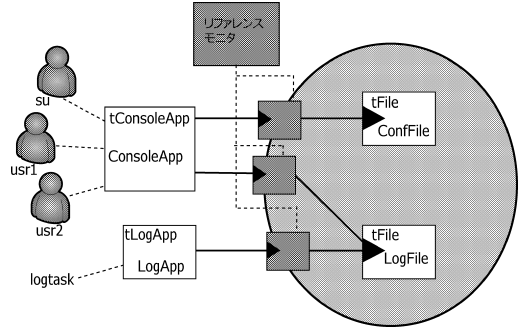 リファレンス
モニタ
su
usr1
usr2
tConsoleApp
ConsoleApp
tFile
ConfFile
tLogApp
LogApp
tFile
LogFile
logtask